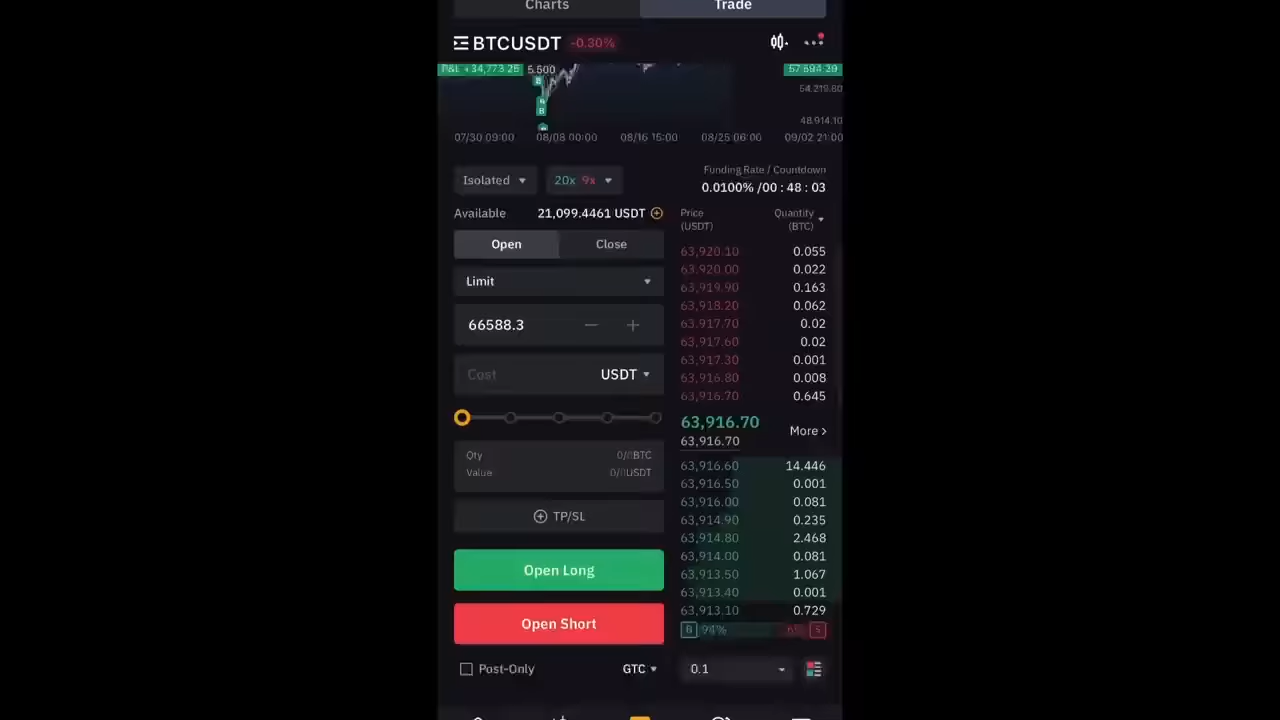 Charts
Trade
BTCUSDT -0.30%
P&L +34,773.25
5.500
57,594.20
54,219.60
B
B
48,914.10
07/30 09:00
08/08 00:00
08/16 15:00
08/25 06:00
09/02 21:00
Isolated
20x 9x
Funding Rate / Countdown
0.0100% /00 : 48 : 03
Available 21,099.4461 USDT
Price (USDT)
Quantity (BTC)
Open
Close
Limit
66588.3
Cost
USDT
Qty 0/0BTC
Value 0/0USDT
TP/SL
Open Long
Open Short
Post-Only
GTC
63,920.10 0.055
63,920.00 0.022
63,919.90 0.163
63,918.20 0.062
63,917.70 0.02
63,917.60 0.02
63,917.30 0.001
63,916.80 0.008
63,916.70 0.645
63,916.70
63,916.70
More >
63,916.60 14.446
63,916.50 0.001
63,916.00 0.081
63,914.90 0.235
63,914.80 2.468
63,914.00 0.081
63,913.50 1.067
63,913.40 0.001
63,913.10 0.729
B 94% 6% S
0.1